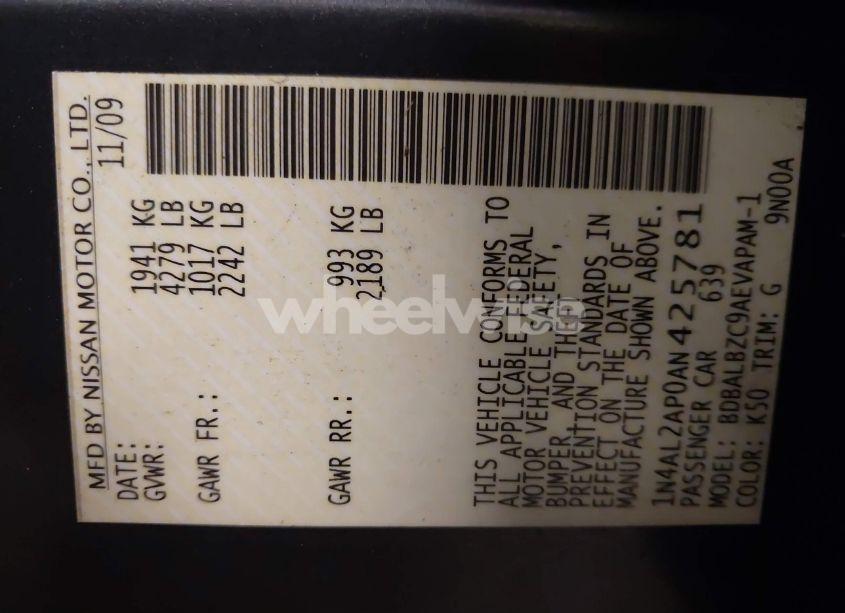 MFD BY NISSAN MOTOR CO., LTD.
DATE: 11/09
GVWR: 1941 KG
4279 LB
GAWR FR.: 1017 KG
2242 LB
GAWR RR.: 993 KG
2189 LB
THIS VEHICLE CONFORMS TO
ALL APPLICABLE FEDERAL
MOTOR VEHICLE SAFETY,
BUMPER, AND THEFT
PREVENTION STANDARDS IN
EFFECT ON THE DATE OF
MANUFACTURE SHOWN ABOVE.
1N4AL2AP0AN425781
PASSENGER CAR 639
MODEL: BDBALBZC9AEVAPAM-1
COLOR: K50 TRIM: G 9N00A
wheelwise